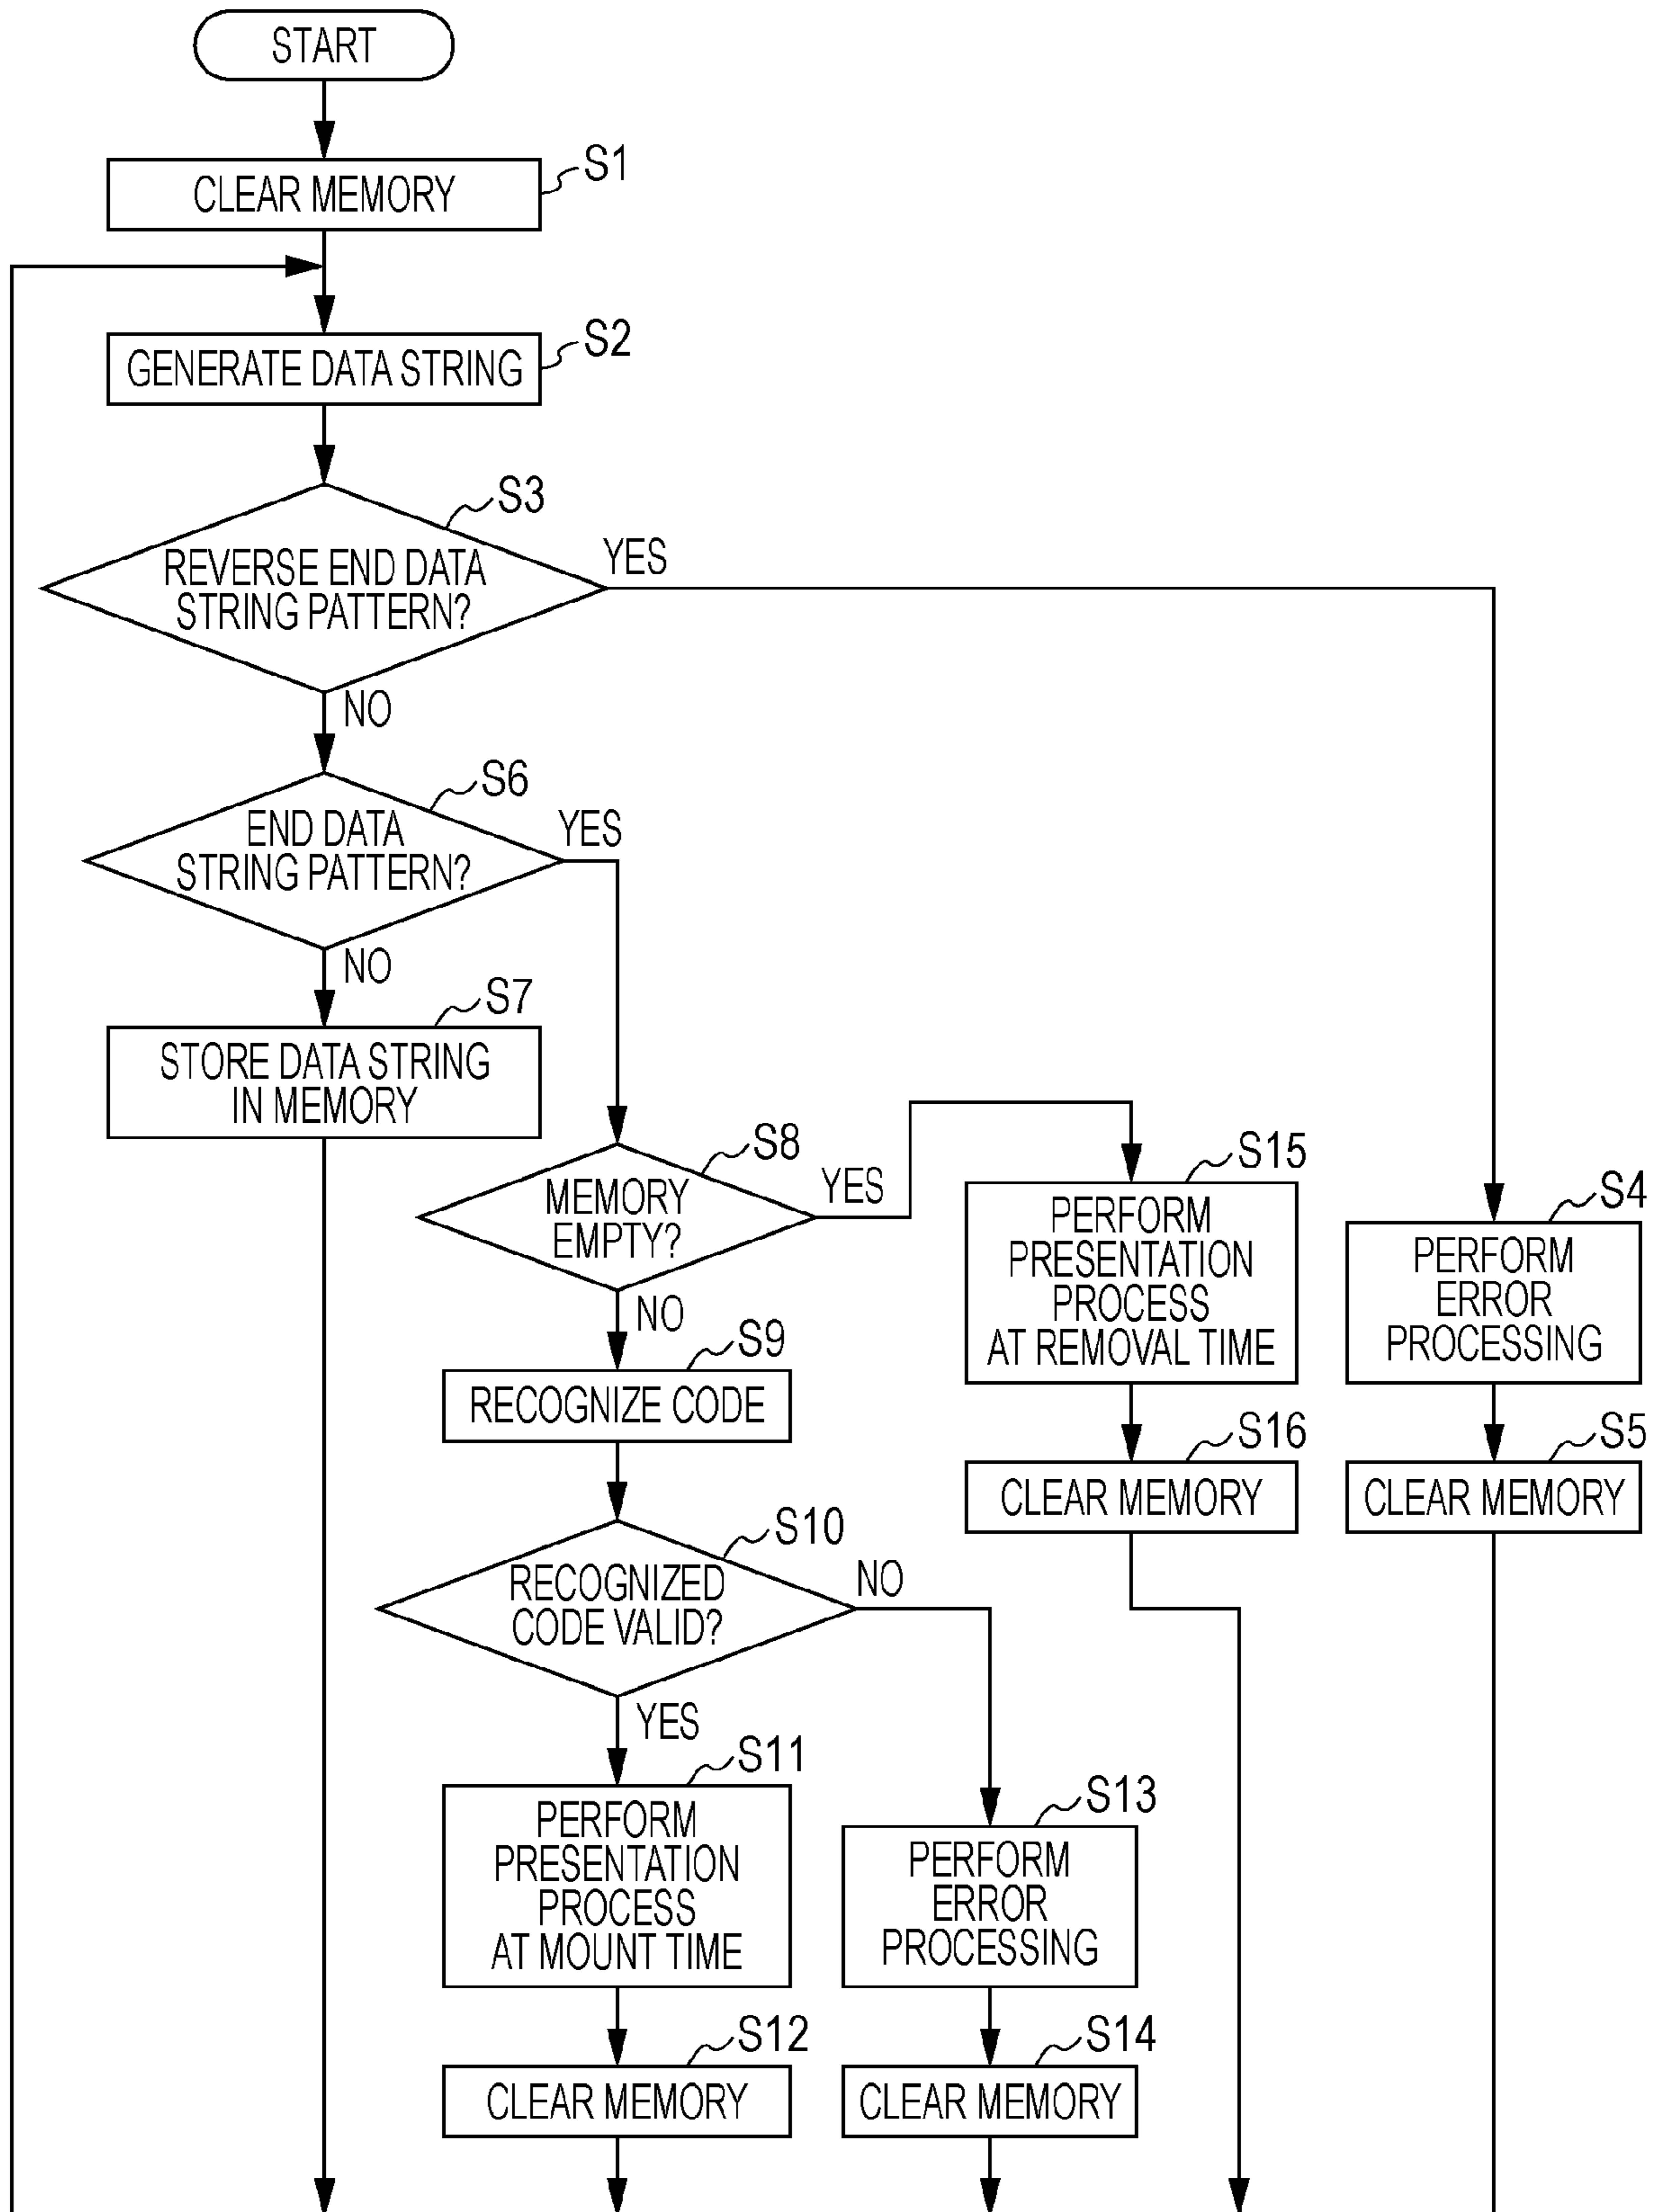 START
S1
CLEAR MEMORY
S2
GENERATE DATA STRING
S3
REVERSE END DATA
STRING PATTERN?
YES
NO
S6
END DATA
STRING PATTERN?
YES
NO
S7
STORE DATA STRING
IN MEMORY
S8
MEMORY
EMPTY?
YES
NO
S15
PERFORM
PRESENTATION
PROCESS
AT REMOVAL TIME
S4
PERFORM
ERROR
PROCESSING
S9
RECOGNIZE CODE
S16
CLEAR MEMORY
S5
CLEAR MEMORY
S10
RECOGNIZED
CODE VALID?
NO
YES
S11
PERFORM
PRESENTATION
PROCESS
AT MOUNT TIME
S13
PERFORM
ERROR
PROCESSING
S12
CLEAR MEMORY
S14
CLEAR MEMORY